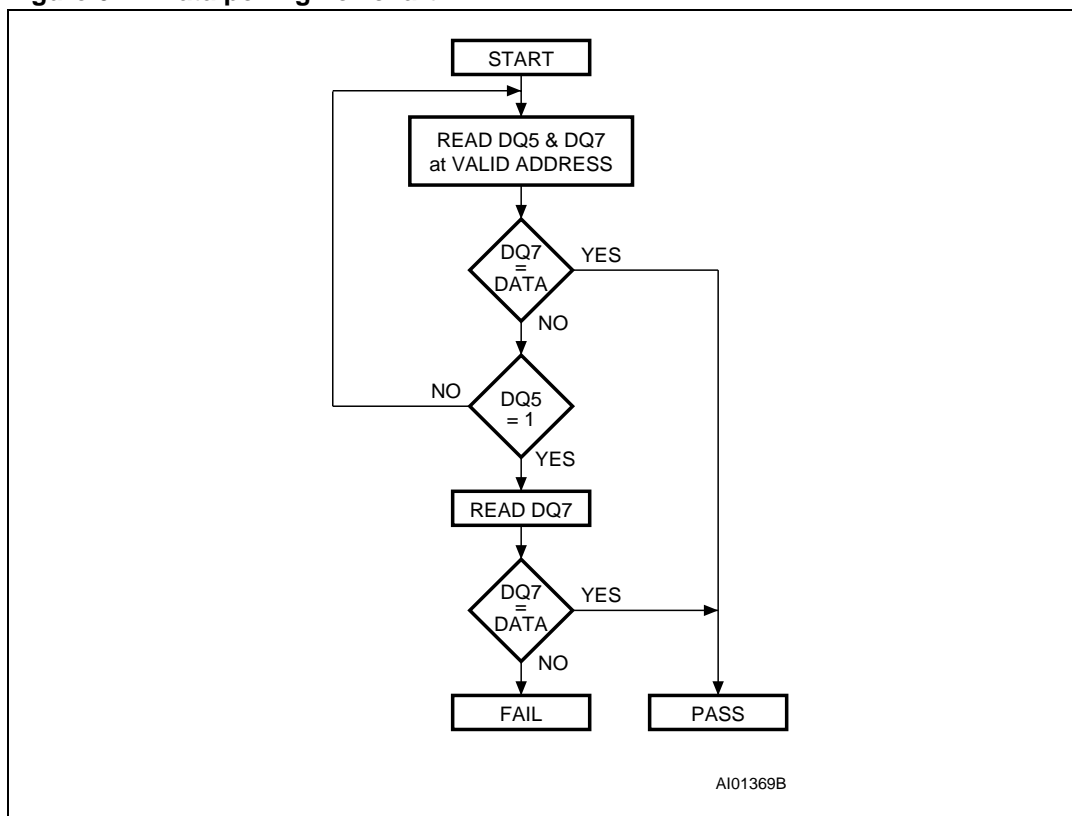 START
READ DQ5 & DQ7
at VALID ADDRESS
DQ7
=
DATA
YES
NO
NO
DQ5
= 1
YES
READ DQ7
DQ7
=
DATA
YES
NO
FAIL
PASS
AI01369B